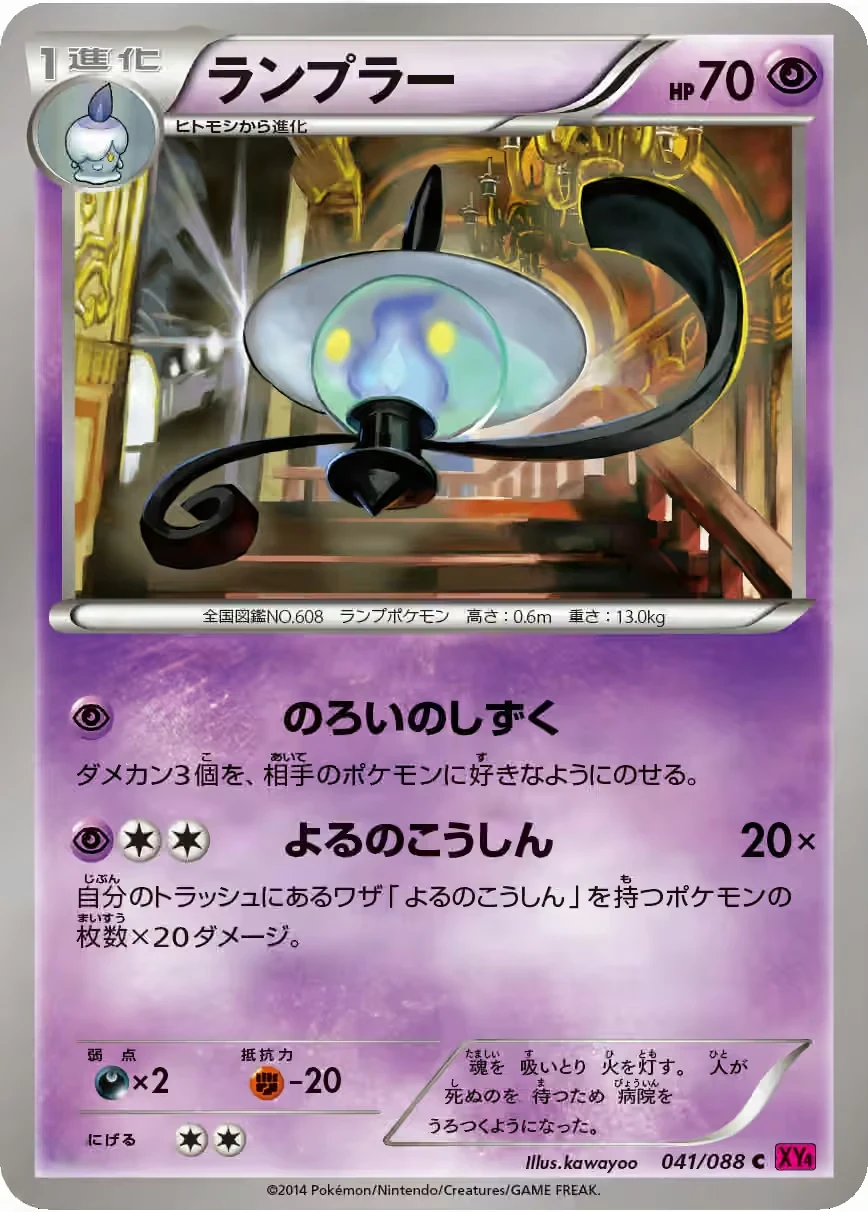 1進化
ランプラー
HP70
ヒトモシから進化
全国図鑑NO.608 ランプポケモン 高さ:0.6m 重さ:13.0kg
のろいのしずく
ダメカン3個を、相手のポケモンに好きなようにのせる。
よるのこうしん 20×
自分のトラッシュにあるワザ「よるのこうしん」を持つポケモンの
枚数×20ダメージ。
弱点 抵抗力
×2 −20
にげる
魂を 吸いとり 火を灯す。 人が
死ぬのを 待つため 病院を
うろつくようになった。
Illus.kawayoo 041/088 C XY4
©2014 Pokémon/Nintendo/Creatures/GAME FREAK.